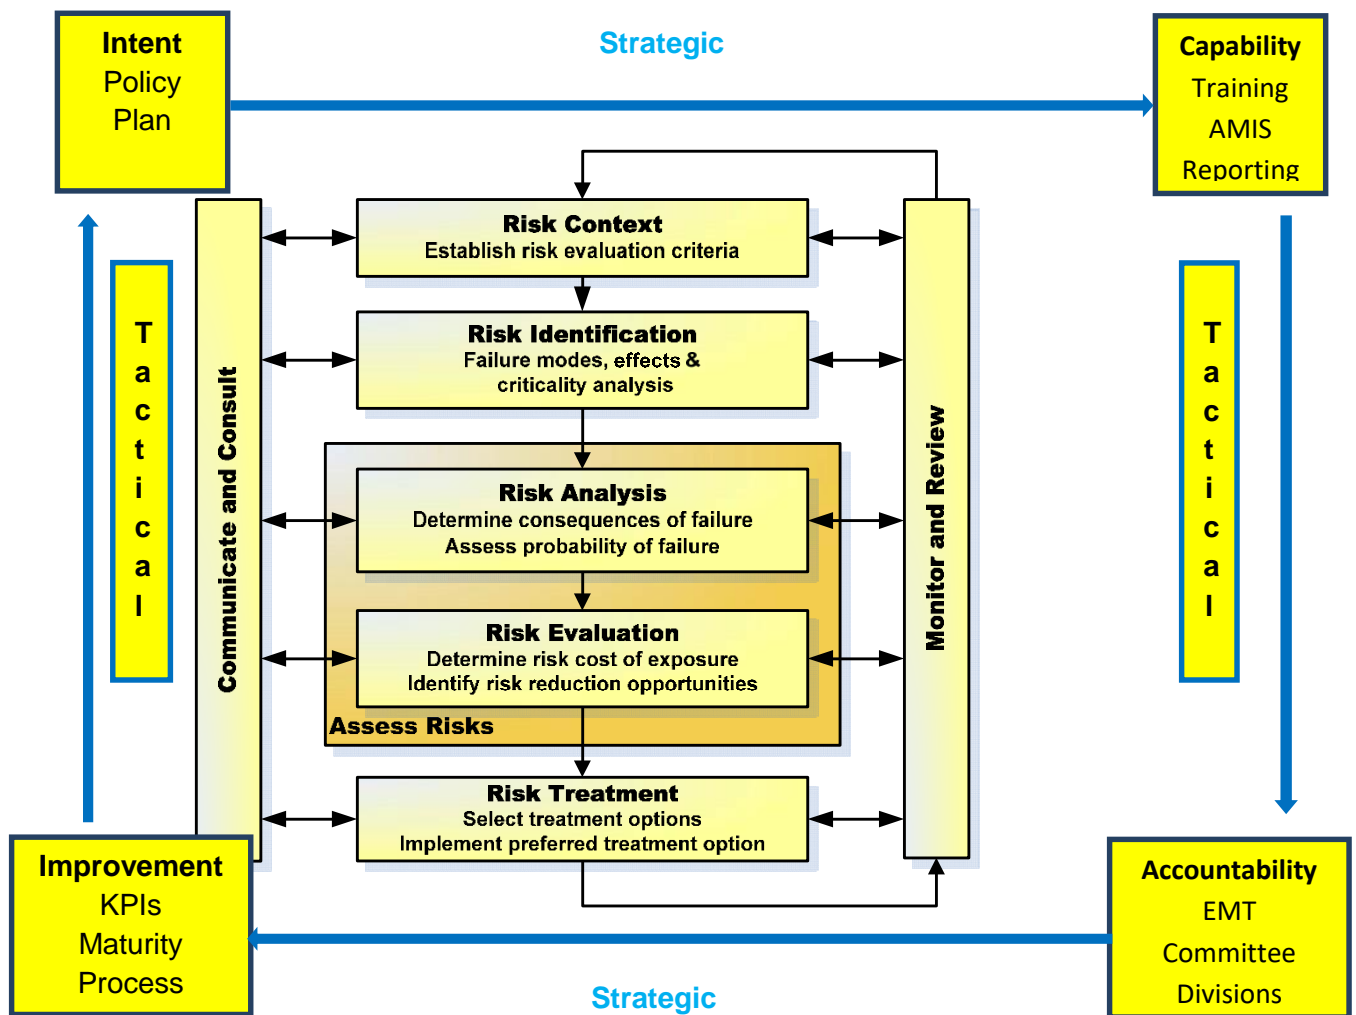 Strategic
Intent
Policy
Plan
Capability
Training
AMIS
Reporting
Tactical
Communicate and Consult
Risk Context
Establish risk evaluation criteria
Risk Identification
Failure modes, effects &
criticality analysis
Risk Analysis
Determine consequences of failure
Assess probability of failure
Risk Evaluation
Determine risk cost of exposure
Identify risk reduction opportunities
Assess Risks
Risk Treatment
Select treatment options
Implement preferred treatment option
Monitor and Review
Tactical
Improvement
KPIs
Maturity
Process
Accountability
EMT
Committee
Divisions
Strategic